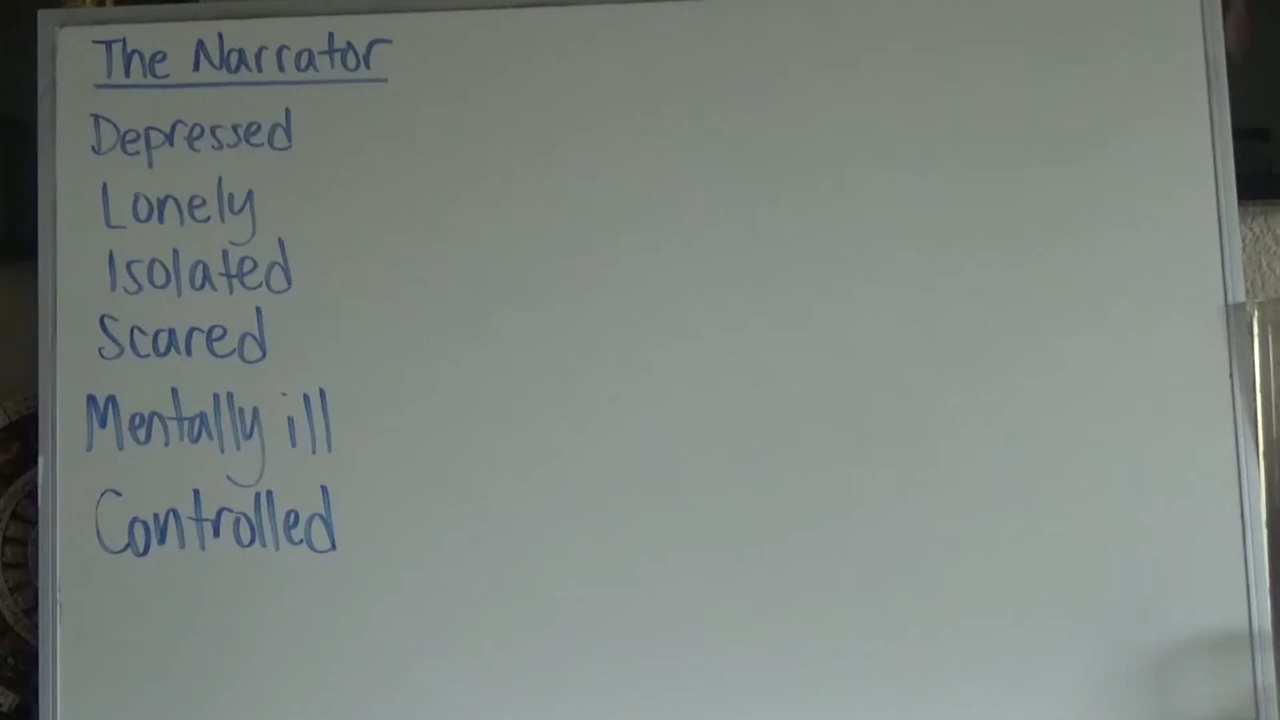 The Narrator
Depressed
Lonely
Isolated
Scared
Mentally ill
Controlled